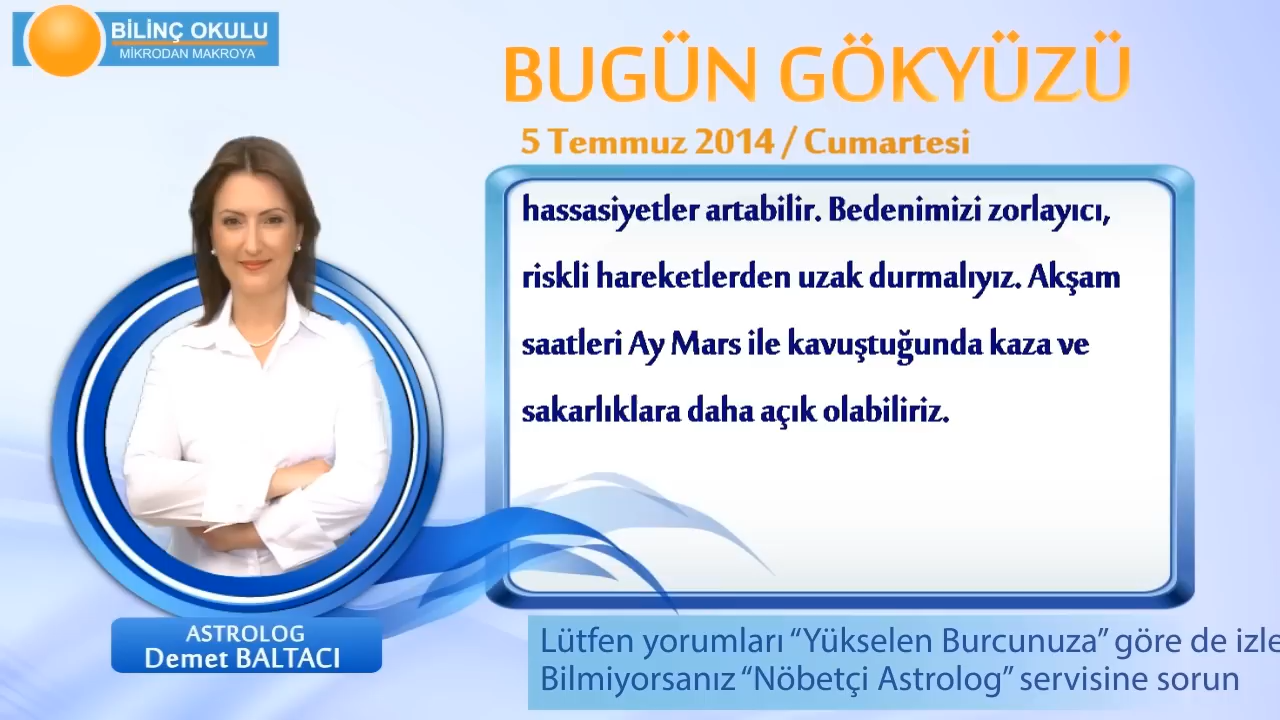 BİLİNÇ OKULU
MİKRODAN MAKROYA
BUGÜN GÖKYÜZÜ
5 Temmuz 2014 / Cumartesi
hassasiyetler artabilir. Bedenimizi zorlayıcı,
riskli hareketlerden uzak durmalıyız. Akşam
saatleri Ay Mars ile kavuştuğunda kaza ve
sakarlıklara daha açık olabiliriz.
ASTROLOG
Demet BALTACI
Lütfen yorumları “Yükselen Burcunuza” göre de izle
Bilmiyorsanız “Nöbetçi Astrolog” servisine sorun